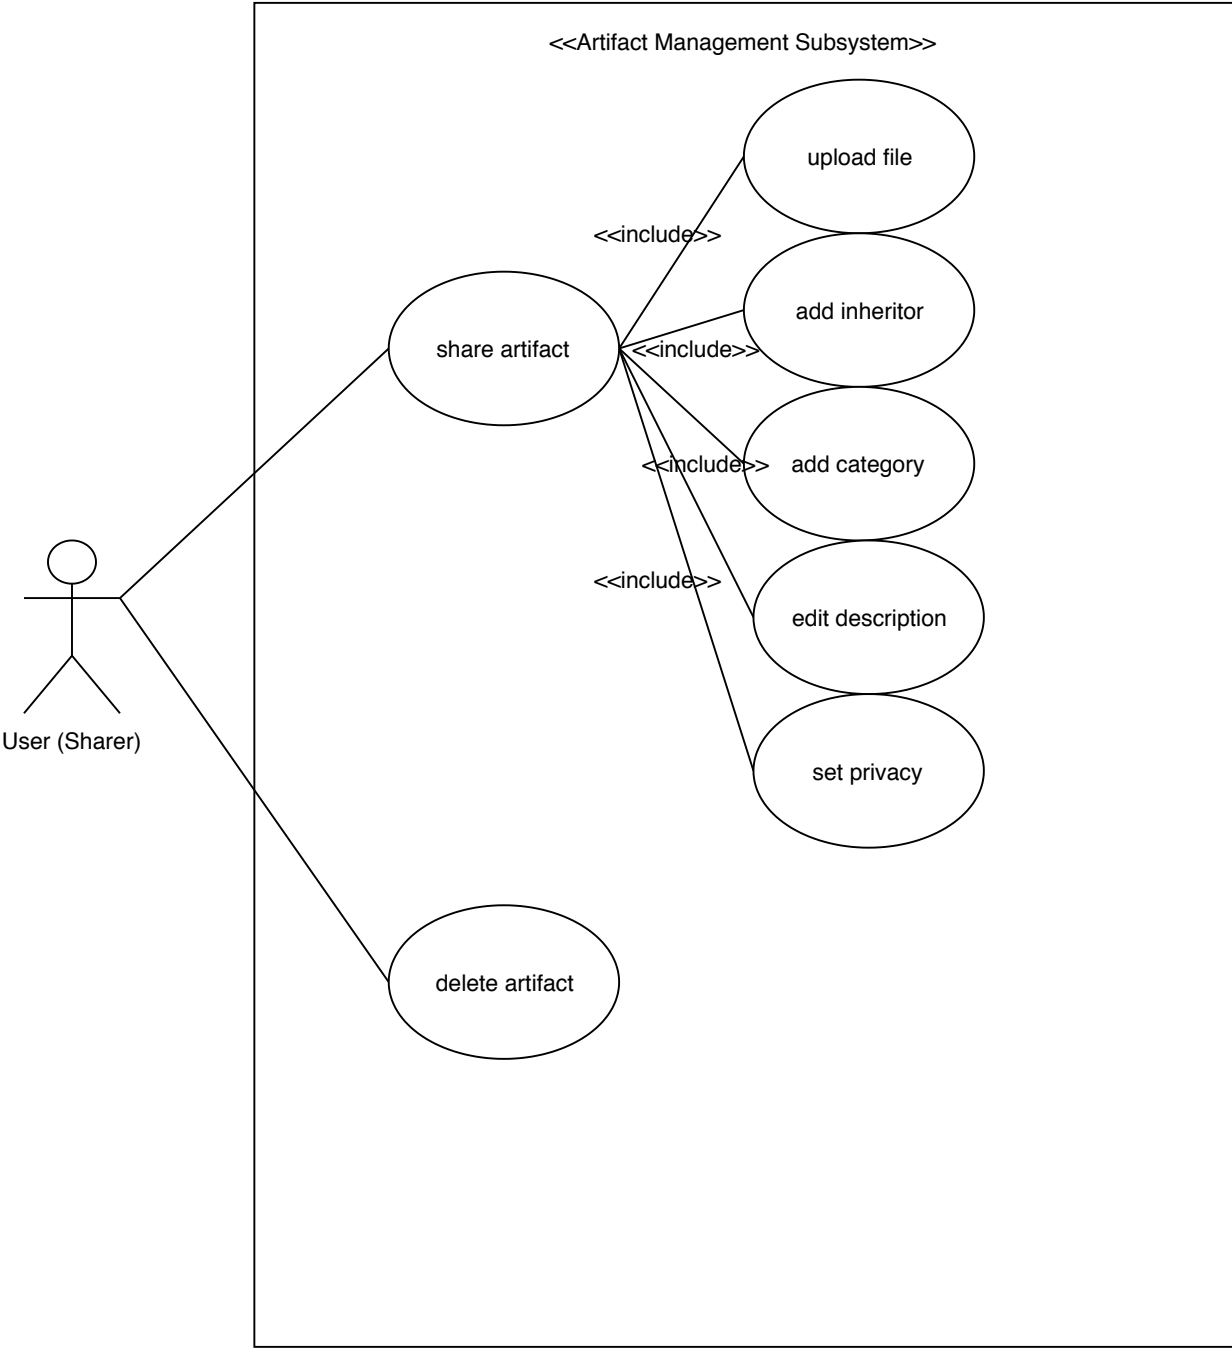 <<Artifact Management Subsystem>>
upload file
<<include>>
add inheritor
share artifact
<<include>>
<<include>>
add category
<<include>>
edit description
User (Sharer)
set privacy
delete artifact